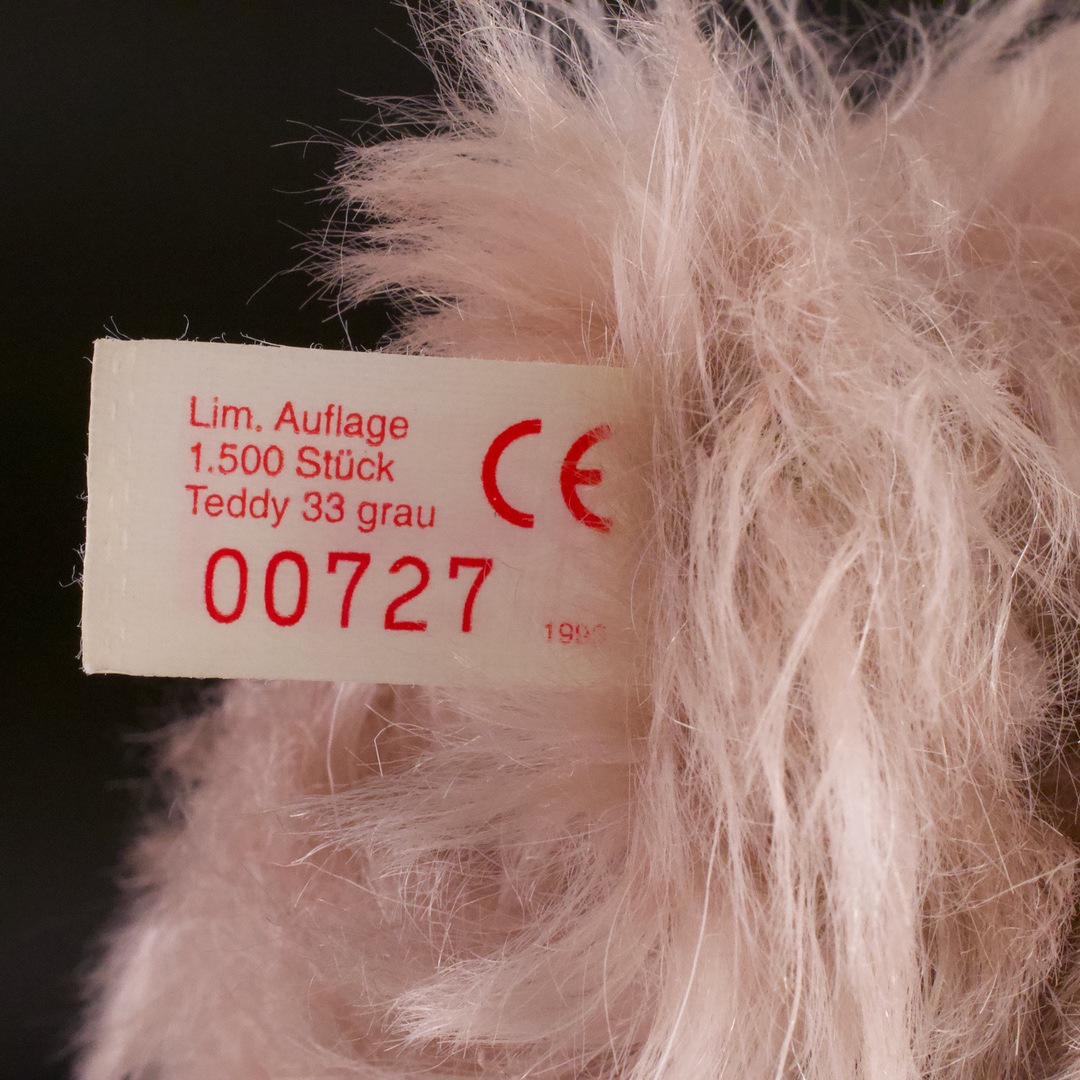 Lim. Auflage
1.500 Stück
Teddy 33 grau
CE
00727